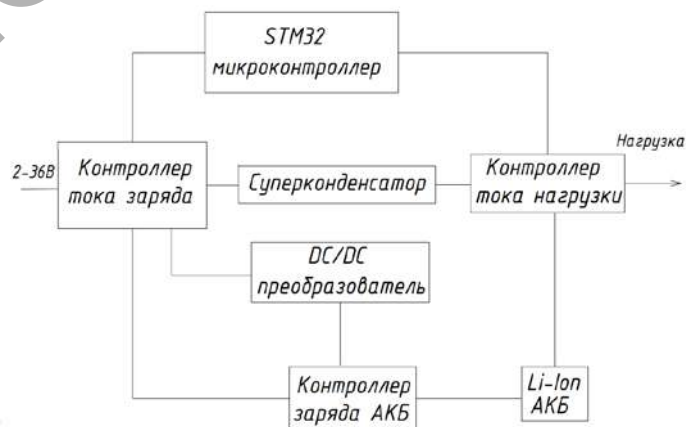 STM32
микроконтроллер
2-36В
Контроллер
тока заряда
Суперконденсатор
Контроллер
тока нагрузки
Нагрузка
DC/DC
преобразователь
Контроллер
заряда АКБ
Li-Ion
АКБ